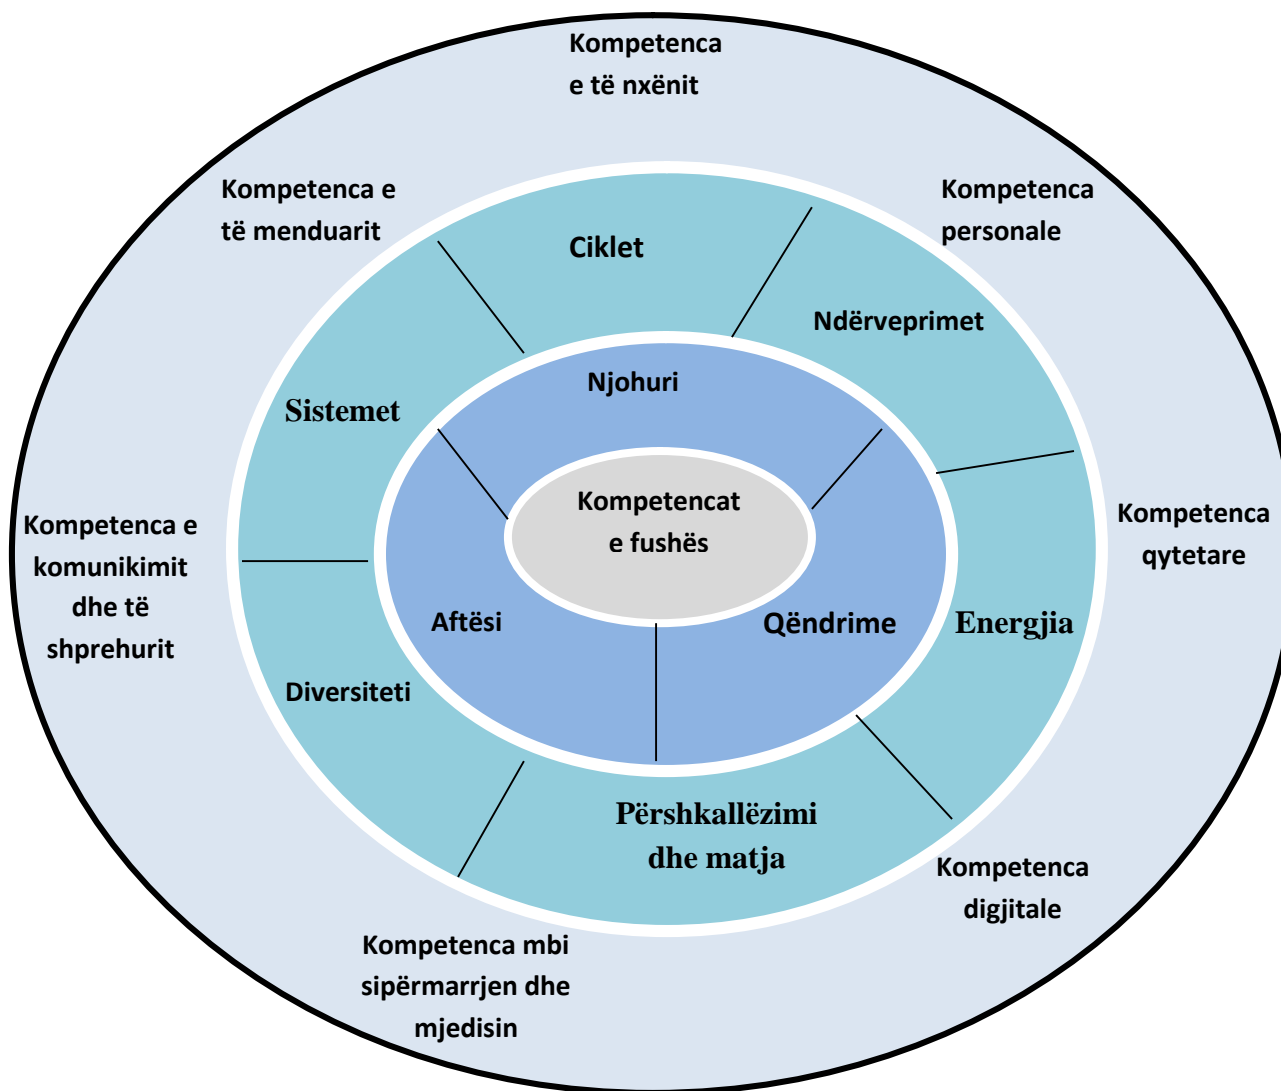 Kompetenca
e të nxënit
Kompetenca e
të menduarit
Kompetenca
personale
Ciklet
Ndërveprimet
Njohuri
Sistemet
Kompetencat
e fushës
Kompetenca e
komunikimit
dhe të
shprehurit
Kompetenca
qytetare
Aftësi
Qëndrime
Energjia
Diversiteti
Përshkallëzimi
dhe matja
Kompetenca
digjitale
Kompetenca mbi
sipërmarrjen dhe
mjedisin